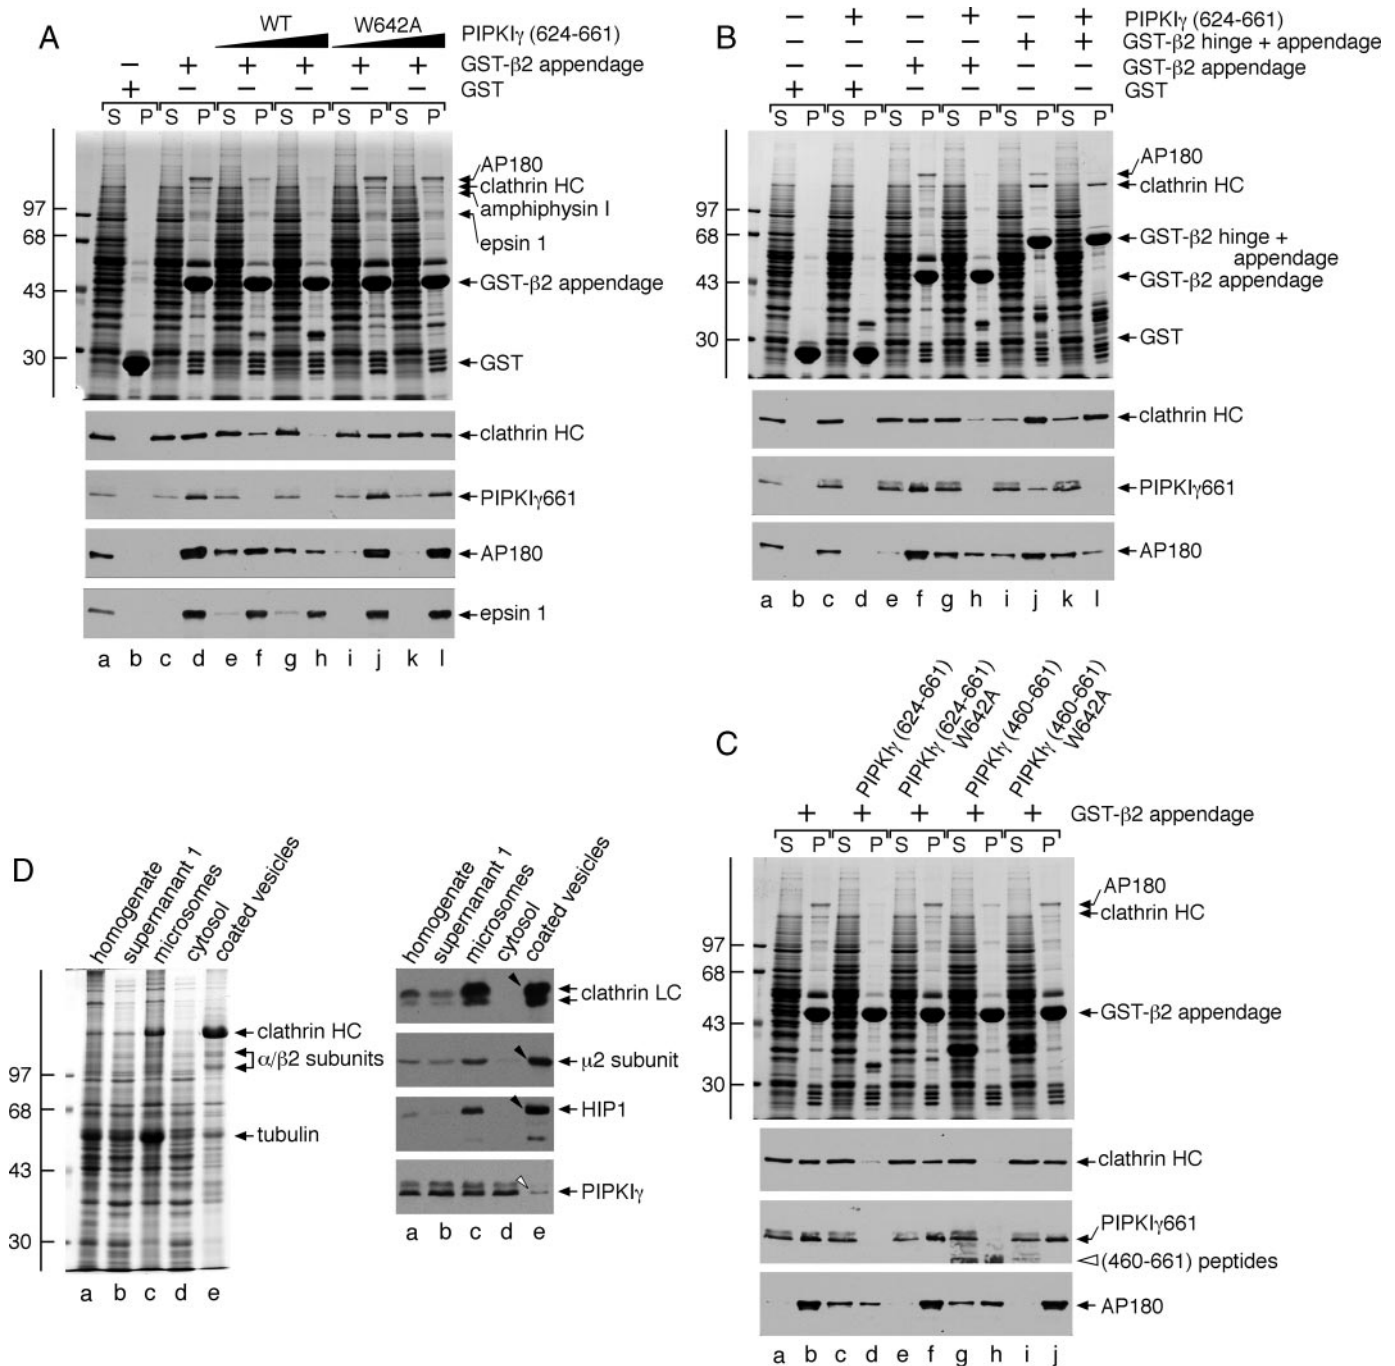 A
WT W642A PIPKIγ (624-661)
− + + + + + GST-β2 appendage
+ − − − − − GST
S P S P S P S P S P S P
AP180
clathrin HC
amphiphysin I
epsin 1
GST-β2 appendage
GST
97
68
43
30
clathrin HC
PIPKIγ661
AP180
epsin 1
a b c d e f g h i j k l
B
− + − + − + PIPKIγ (624-661)
− − − − + + GST-β2 hinge + appendage
− − + + − − GST-β2 appendage
+ + − − − − GST
S P S P S P S P S P S P
AP180
clathrin HC
GST-β2 hinge +
appendage
GST-β2 appendage
GST
97
68
43
30
clathrin HC
PIPKIγ661
AP180
a b c d e f g h i j k l
C
PIPKIγ (624-661)
PIPKIγ (624-661)
W642A
PIPKIγ (460-661)
PIPKIγ (460-661)
W642A
+ + + + + GST-β2 appendage
S P S P S P S P S P
AP180
clathrin HC
GST-β2 appendage
97
68
43
30
clathrin HC
PIPKIγ661
(460-661) peptides
AP180
a b c d e f g h i j
D
homogenate
supernant 1
microsomes
cytosol
coated vesicles
clathrin HC
α/β2 subunits
tubulin
97
68
43
30
a b c d e
homogenate
supernant 1
microsomes
cytosol
coated vesicles
clathrin LC
μ2 subunit
HIP1
PIPKIγ
a b c d e